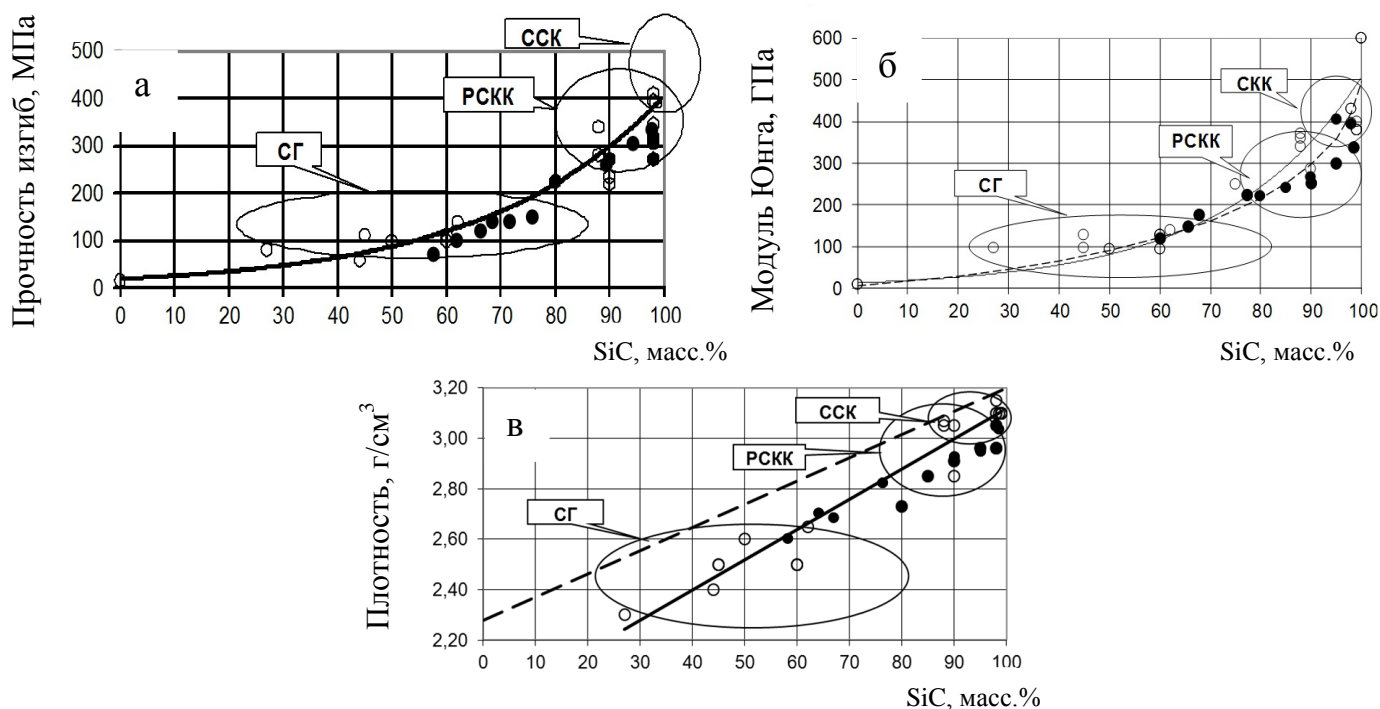 Прочность изгиб, МПа
500
400
300
200
100
0
а
ССК
РСКК
СГ
0 10 20 30 40 50 60 70 80 90 100
SiC, масс.%
Модуль Юнга, ГПа
600
500
400
300
200
100
0
б
СКК
РСКК
СГ
0 10 20 30 40 50 60 70 80 90 100
SiC, масс.%
Плотность, г/см³
3,20
3,00
2,80
2,60
2,40
2,20
в
ССК
РСКК
СГ
0 10 20 30 40 50 60 70 80 90 100
SiC, масс.%